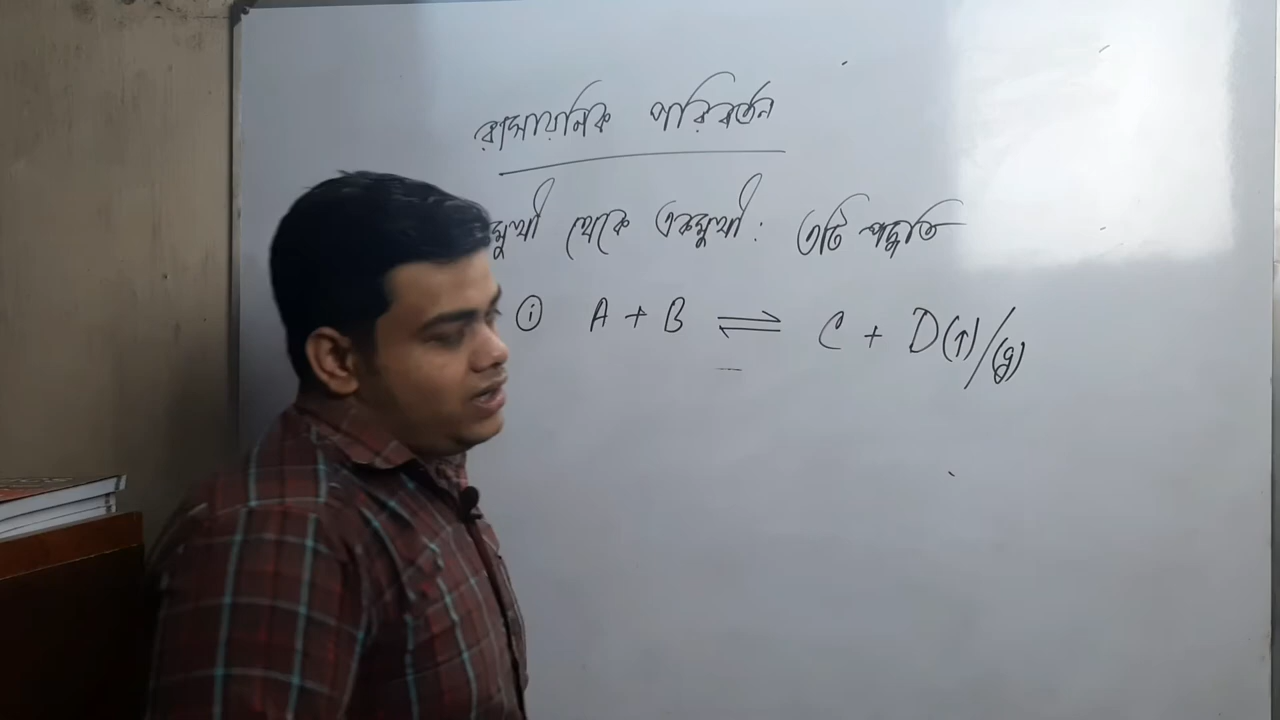 রাসায়নিক পরিবর্তন
মুখী থেকে একমুখী : ৩টি পদ্ধতি
(i) A + B ⇌ C + D(↑)/(g)